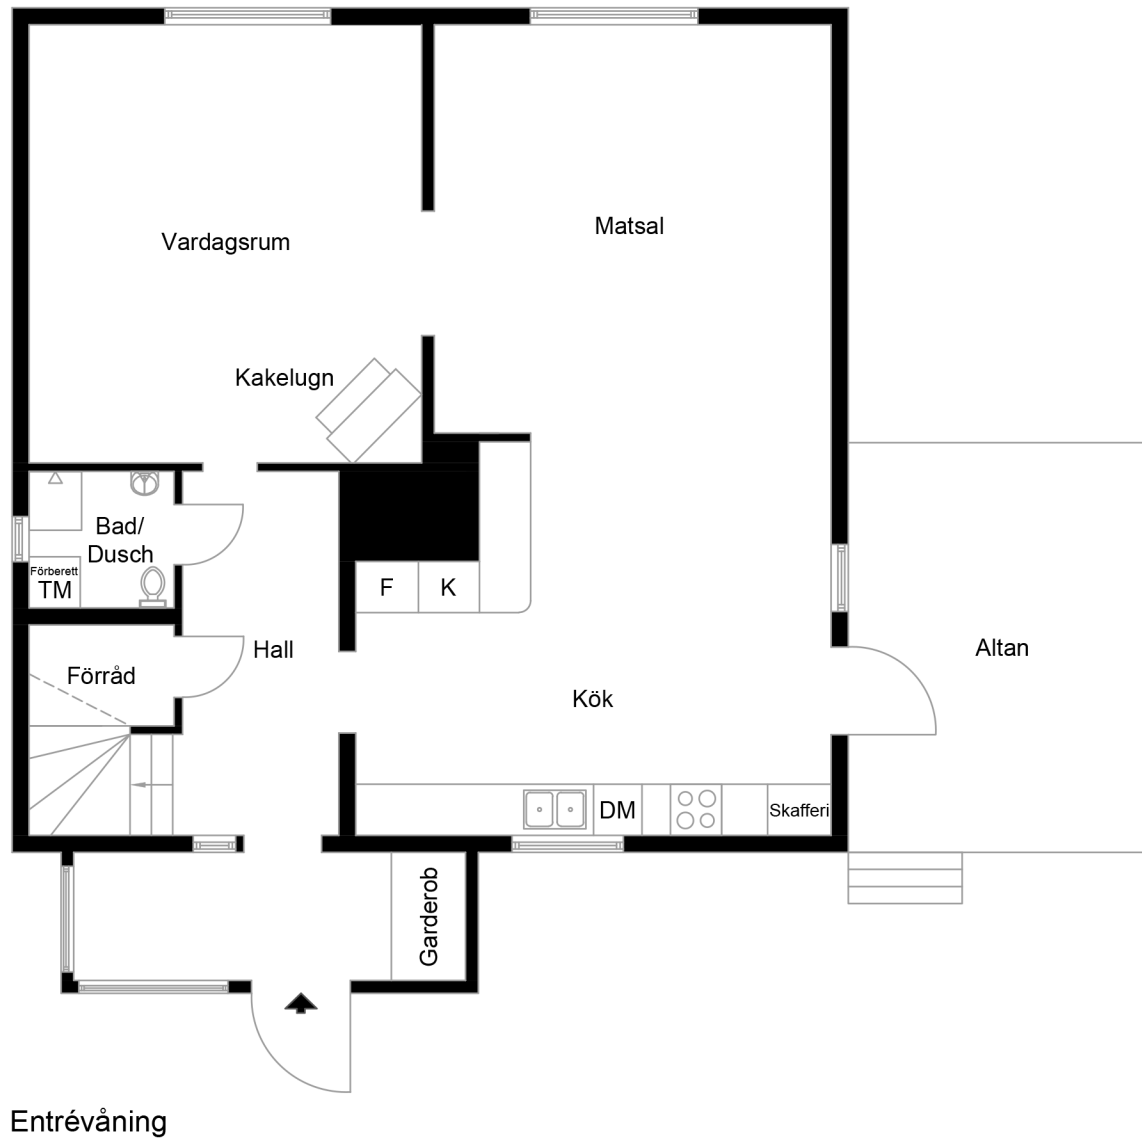 Matsal
Vardagsrum
Kakelugn
Bad/
Dusch
Förberett
TM
F
K
Hall
Altan
Förråd
Kök
DM
Skafferi
Garderob
Entrévåning